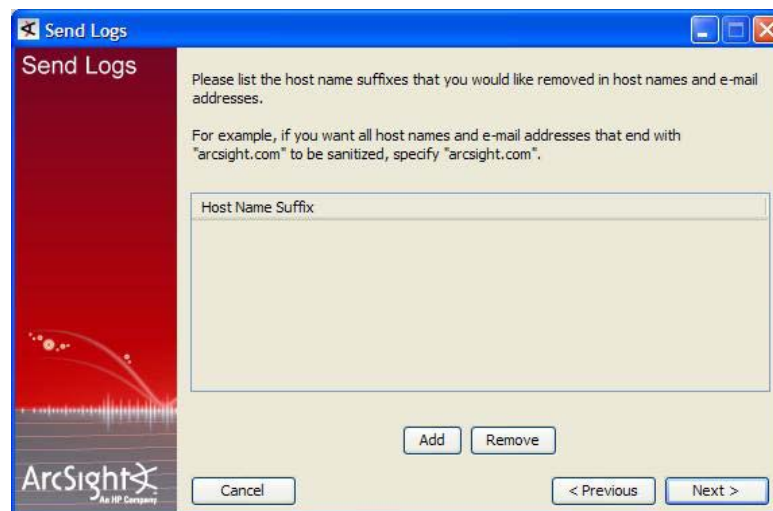 Send Logs
Send Logs
Please list the host name suffixes that you would like removed in host names and e-mail
addresses.
For example, if you want all host names and e-mail addresses that end with
"arcsight.com" to be sanitized, specify "arcsight.com".
Host Name Suffix
Add
Remove
ArcSight
An HP Company
Cancel
< Previous
Next >